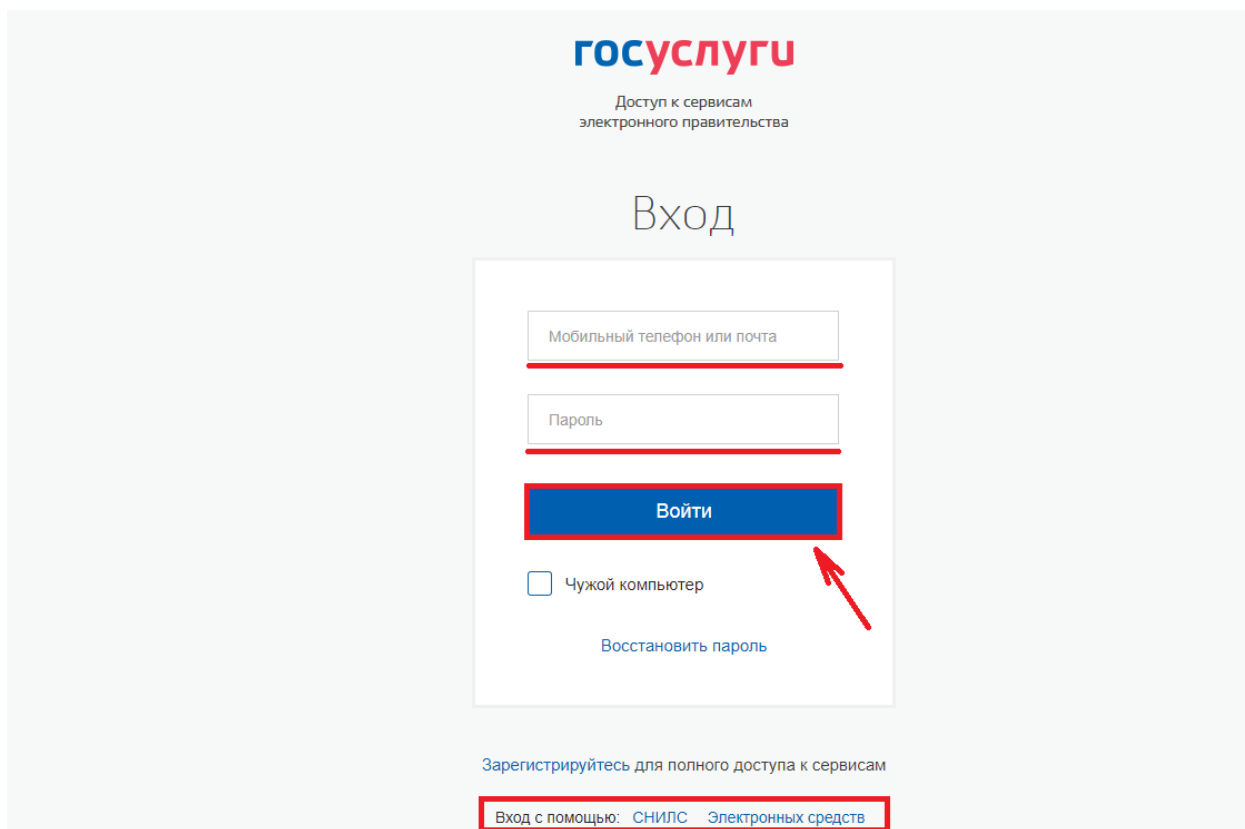 госуслуги
Доступ к сервисам
электронного правительства
Вход
Мобильный телефон или почта
Пароль
Войти
Чужой компьютер
Восстановить пароль
Зарегистрируйтесь для полного доступа к сервисам
Вход с помощью: СНИЛС Электронных средств